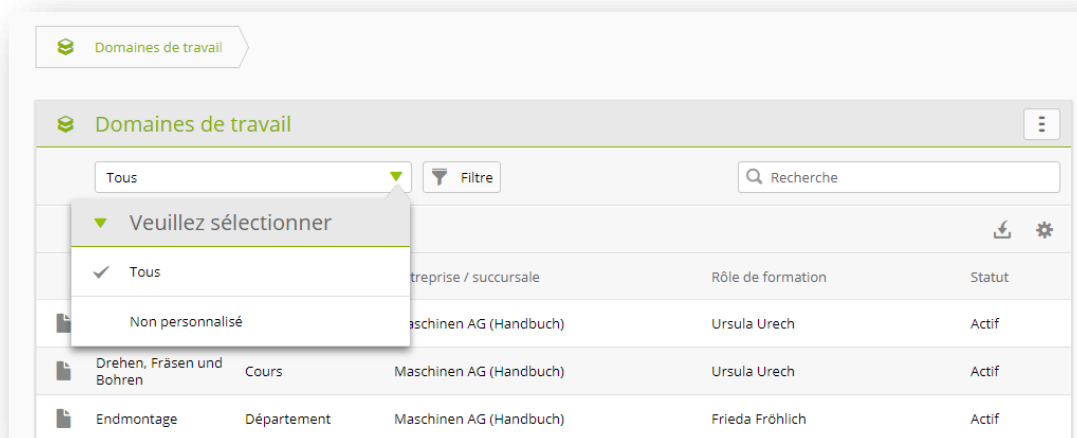 Domaines de travail
Domaines de travail
Tous
Filtre
Recherche
Veuillez sélectionner
Tous
treprise / succursale Rôle de formation Statut
Non personnalisé
aschinen AG (Handbuch) Ursula Urech Actif
Drehen, Fräsen und
Bohren Cours Maschinen AG (Handbuch) Ursula Urech Actif
Endmontage Département Maschinen AG (Handbuch) Frieda Fröhlich Actif